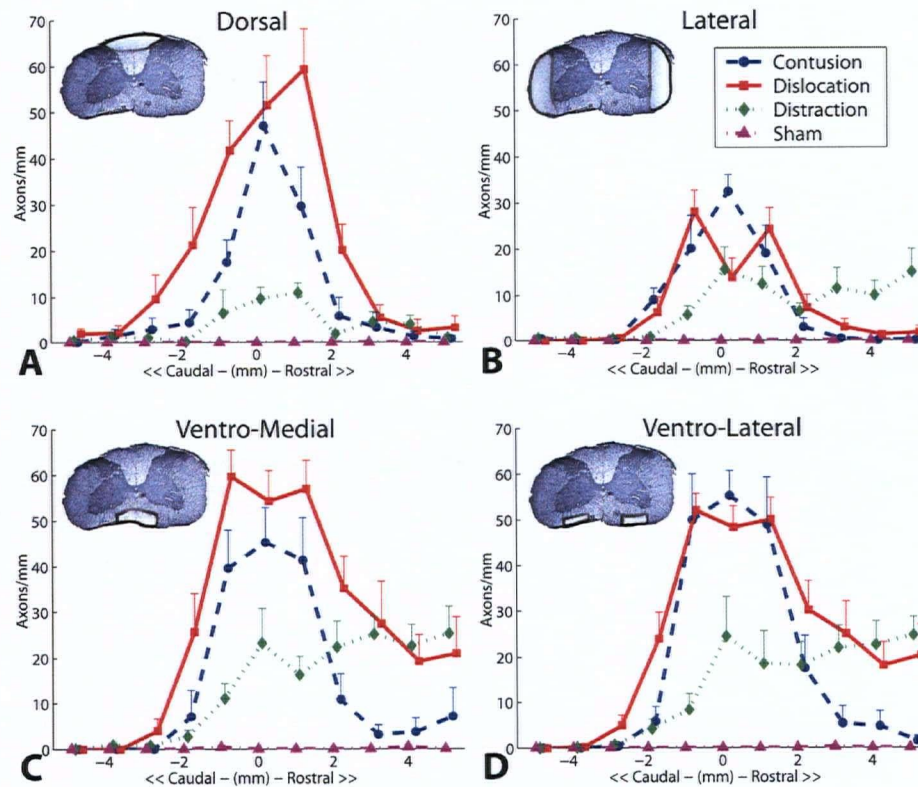 Dorsal
70
60
50
40
30
20
10
0
Axons/mm
−4 −2 0 2 4
<< Caudal – (mm) – Rostral >>
A
Lateral
Contusion
Dislocation
Distraction
Sham
70
60
50
40
30
20
10
0
Axons/mm
−4 −2 0 2 4
<< Caudal – (mm) – Rostral >>
B
Ventro-Medial
70
60
50
40
30
20
10
0
Axons/mm
−4 −2 0 2 4
<< Caudal – (mm) – Rostral >>
C
Ventro-Lateral
70
60
50
40
30
20
10
0
Axons/mm
−4 −2 0 2 4
<< Caudal – (mm) – Rostral >>
D